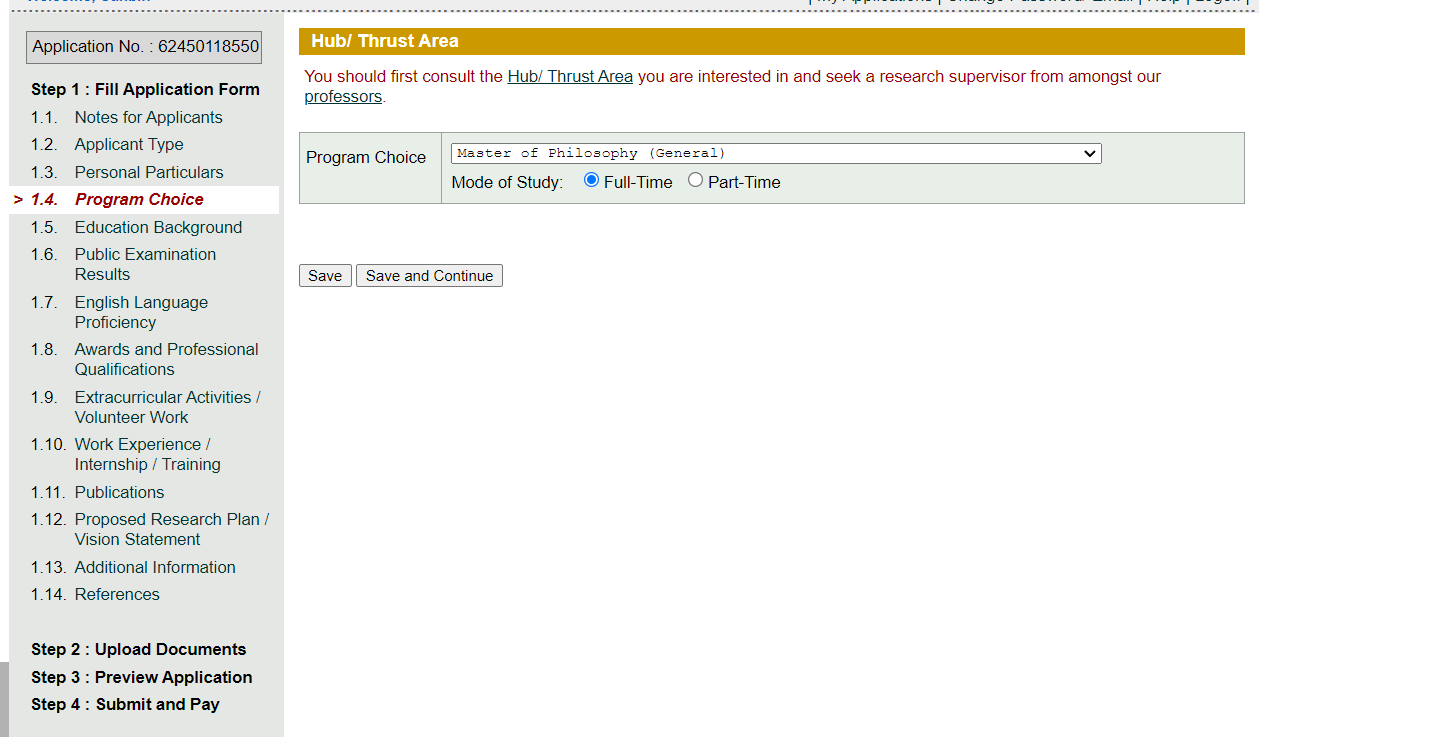 Application No. : 62450118550
Step 1 : Fill Application Form
1.1. Notes for Applicants
1.2. Applicant Type
1.3. Personal Particulars
> 1.4. Program Choice
1.5. Education Background
1.6. Public Examination
Results
1.7. English Language
Proficiency
1.8. Awards and Professional
Qualifications
1.9. Extracurricular Activities /
Volunteer Work
1.10. Work Experience /
Internship / Training
1.11. Publications
1.12. Proposed Research Plan /
Vision Statement
1.13. Additional Information
1.14. References
Step 2 : Upload Documents
Step 3 : Preview Application
Step 4 : Submit and Pay
Hub/ Thrust Area
You should first consult the Hub/ Thrust Area you are interested in and seek a research supervisor from amongst our
professors.
Program Choice
Master of Philosophy (General)
Mode of Study: Full-Time Part-Time
Save Save and Continue